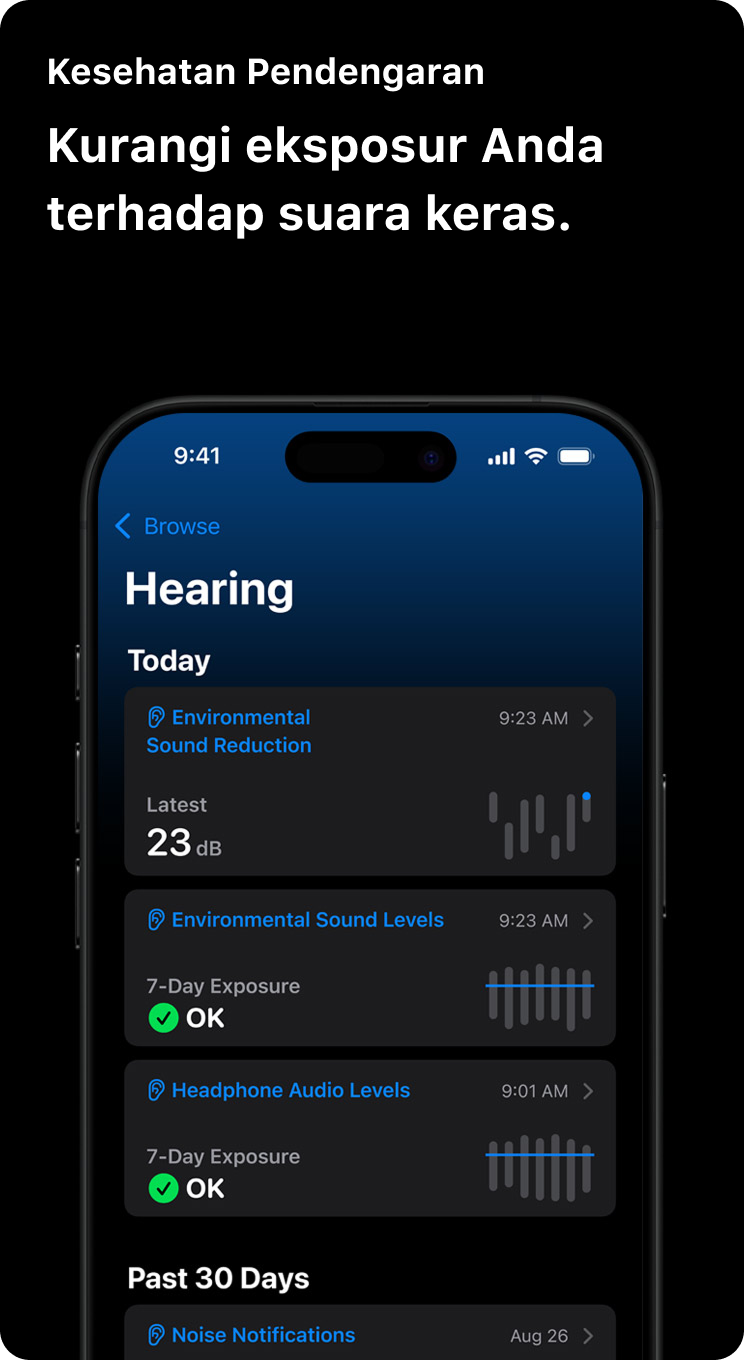 Kesehatan Pendengaran
Kurangi eksposur Anda
terhadap suara keras.
9:41
Browse
Hearing
Today
Environmental
Sound Reduction
9:23 AM
Latest
23 dB
Environmental Sound Levels
9:23 AM
7-Day Exposure
OK
Headphone Audio Levels
9:01 AM
7-Day Exposure
OK
Past 30 Days
Noise Notifications
Aug 26